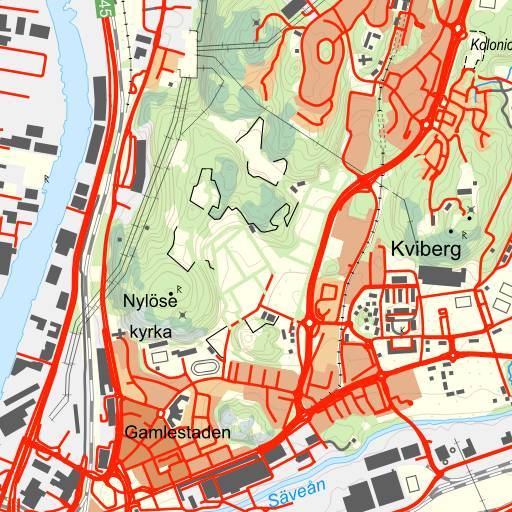 45
Kolonio
Kviberg
R
R
R
Nylöse
kyrka
K
Gamlestaden
Säveån